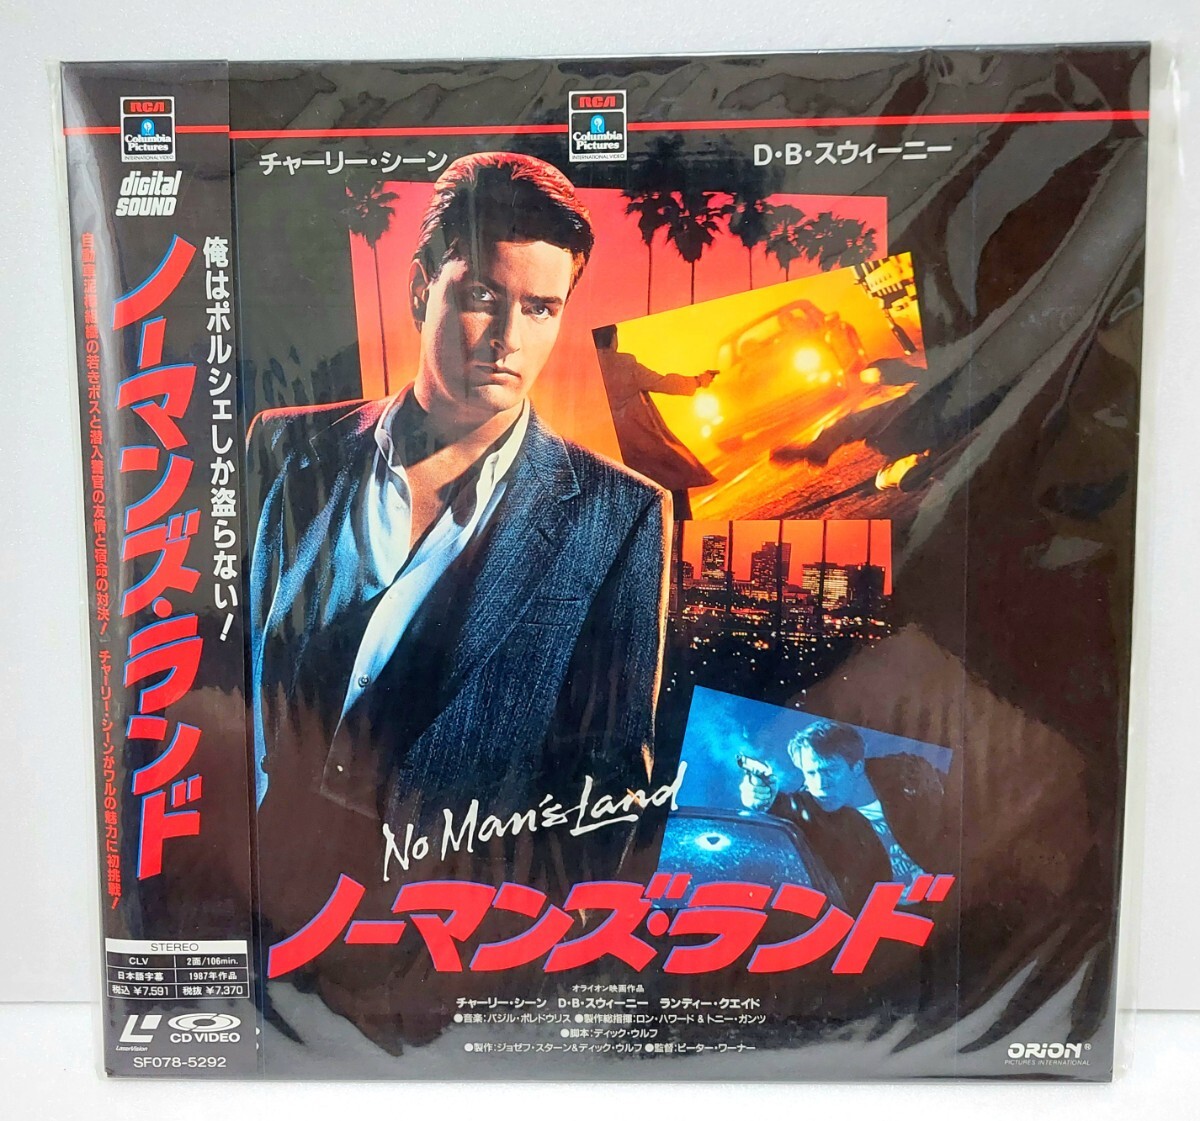 RCA
Columbia
Pictures
INTERNATIONAL VIDEO
digital
SOUND
俺はポルシェしか盗らない!
ノーマンズ・ランド
自動車盗難組織の若きボスと潜入警官の友情と宿命の対決! チャーリー・シーンがワルの魅力に初挑戦!
STEREO
CLV 2面/106min.
日本語字幕 1987年作品
税込 ¥7,591 税抜 ¥7,370
LaserVision
CD VIDEO
SF078-5292
RCA
Columbia
Pictures
INTERNATIONAL VIDEO
チャーリー・シーン D・B・スウィーニー
No Man's Land
ノーマンズ・ランド
オライオン映画作品
チャーリー・シーン D・B・スウィーニー ランディー・クエイド
●音楽:バジル・ポレドウリス ●製作総指揮:ロン・ハワード&トニー・ガンツ
●脚本:ディック・ウルフ
●製作:ジョゼフ・スターン&ディック・ウルフ ●監督:ピーター・ワーナー
ORION®
PICTURES INTERNATIONAL